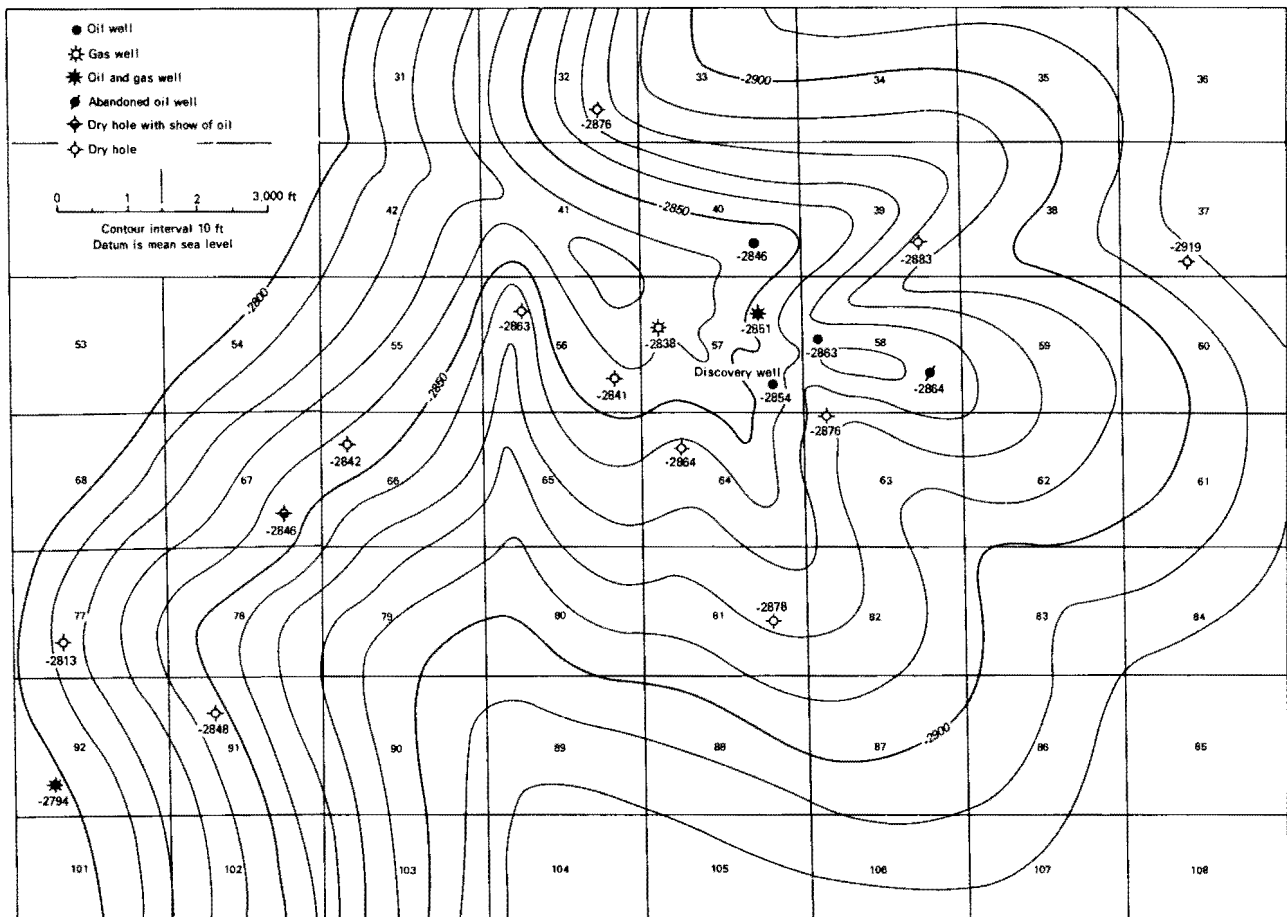 Oil well
Gas well
Oil and gas well
Abandoned oil well
Dry hole with show of oil
Dry hole
0 1 2 3,000 ft
Contour interval 10 ft
Datum is mean sea level
31 32 33 34 35 36
-2900
-2876
42 41 40 39 38 37
-2850
-2846
-2883
-2919
-2800
53 54 55 56 57 58 59 60
-2863
-2838
-2851
-2863
Discovery well
-2864
-2841
-2854
-2850
-2876
-2842
-2864
68 67 66 65 64 63 62 61
-2846
77 78 79 80 81 82 83 84
-2878
-2813
-2848
92 91 90 89 88 87 86 85
-2900
-2794
101 102 103 104 105 106 107 108